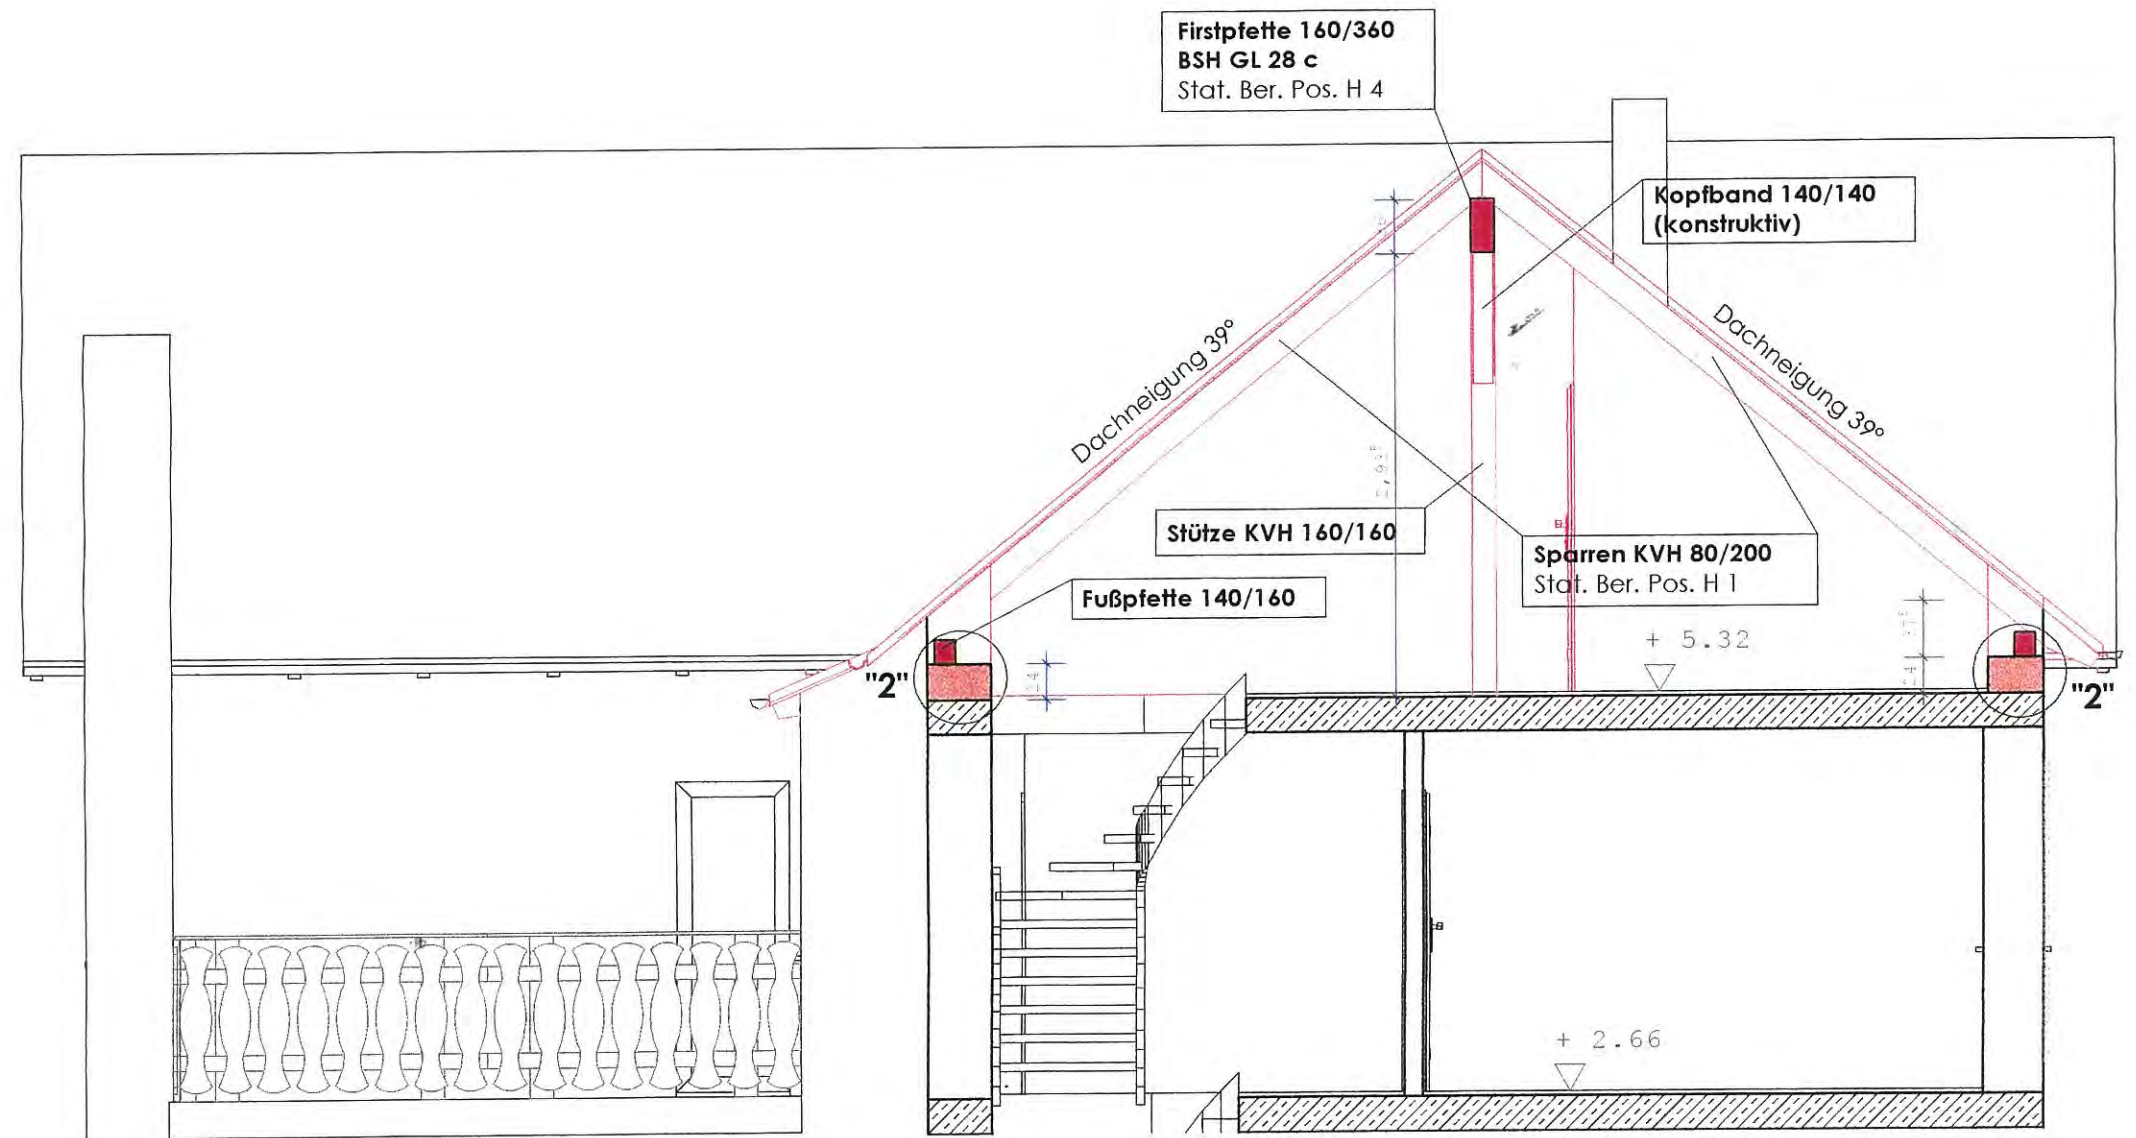 Firstpfette 160/360
BSH GL 28 c
Stat. Ber. Pos. H 4
Kopfband 140/140
(konstruktiv)
Dachneigung 39°
Dachneigung 39°
Stütze KVH 160/160
Sparren KVH 80/200
Stat. Ber. Pos. H 1
Fußpfette 140/160
+ 5.32
"2"
24
"2"
24
+ 2.66